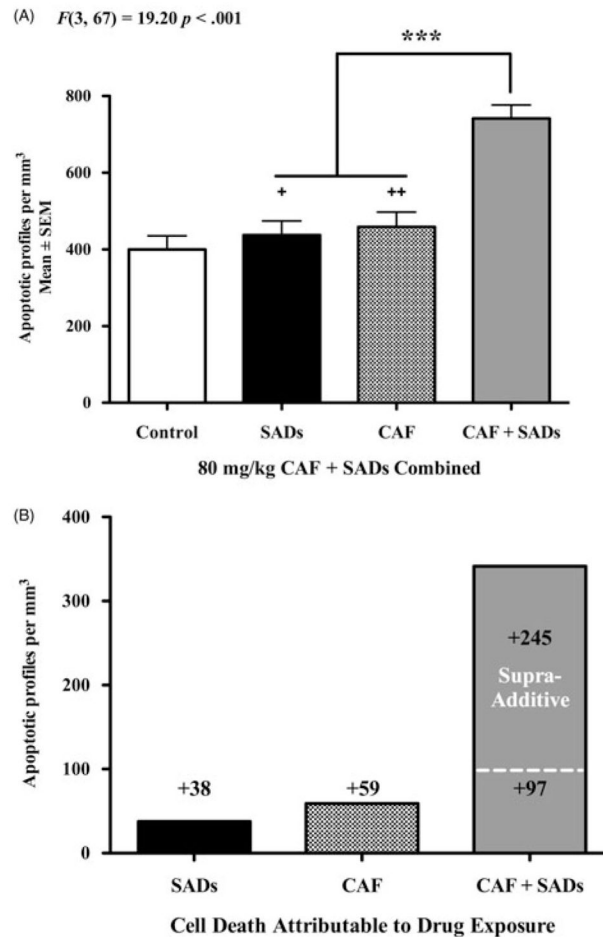 (A) F(3, 67) = 19.20 p < .001
***
800
600
400
200
0
Apoptotic profiles per mm³
Mean ± SEM
+
++
Control SADs CAF CAF + SADs
80 mg/kg CAF + SADs Combined
(B)
400
300
200
100
0
Apoptotic profiles per mm³
+245
Supra-
Additive
+38 +59 +97
SADs CAF CAF + SADs
Cell Death Attributable to Drug Exposure